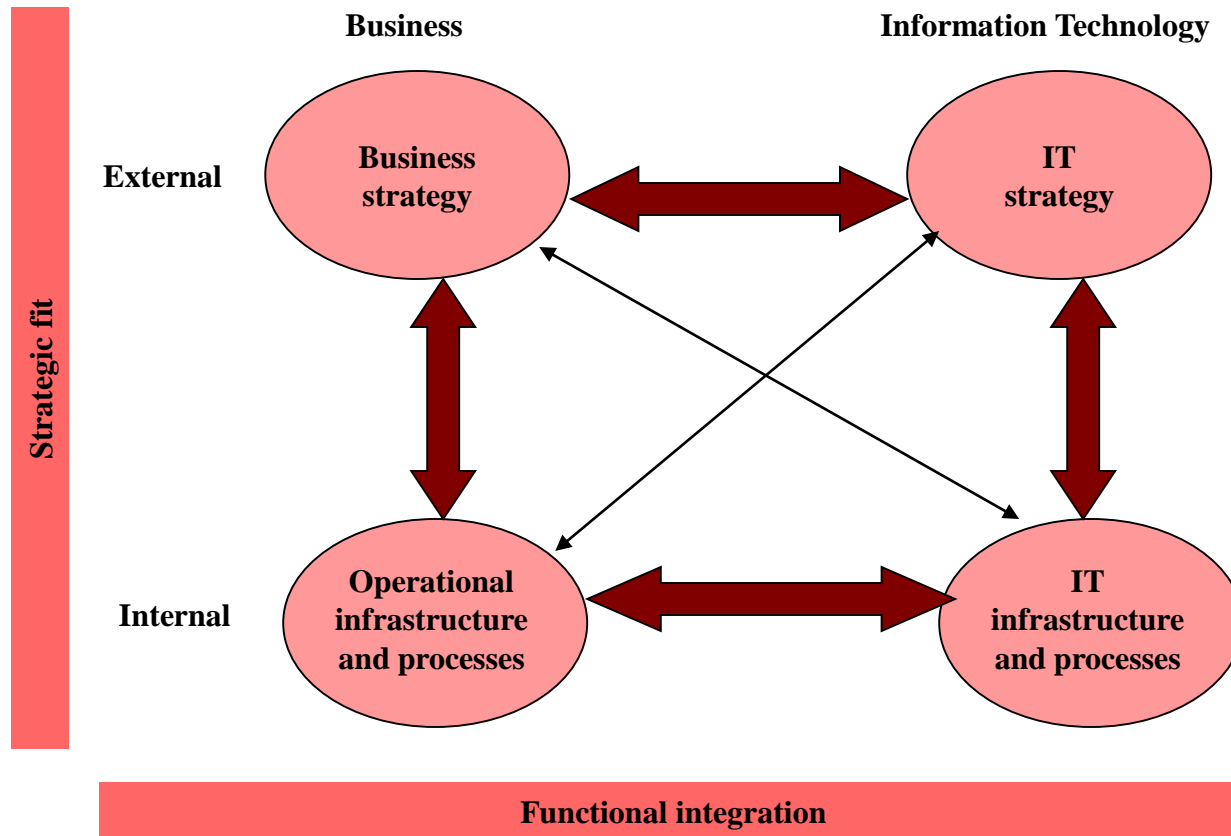 Business
Information Technology
External
Business
strategy
IT
strategy
Strategic fit
Internal
Operational
infrastructure
and processes
IT
infrastructure
and processes
Functional integration